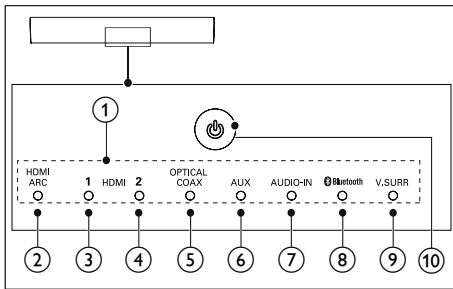 1
HDMI ARC
1 HDMI 2
OPTICAL COAX
AUX
AUDIO-IN
Bluetooth
V.SURR
2 3 4 5 6 7 8 9 10